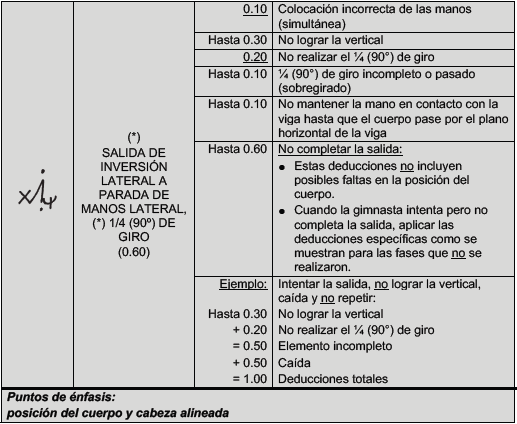 0.10 Colocación incorrecta de las manos
(simultánea)
Hasta 0.30 No lograr la vertical
0.20 No realizar el ¼ (90°) de giro
Hasta 0.10 ¼ (90°) de giro incompleto o pasado
(sobregirado)
Hasta 0.10 No mantener la mano en contacto con la
viga hasta que el cuerpo pase por el plano
horizontal de la viga
(*)
SALIDA DE
INVERSIÓN
LATERAL A
PARADA DE
MANOS LATERAL,
(*) 1/4 (90º) DE
GIRO
(0.60)
Hasta 0.60 No completar la salida:
● Estas deducciones no incluyen
posibles faltas en la posición del
cuerpo.
● Cuando la gimnasta intenta pero no
completa la salida, aplicar las
deducciones específicas como se
muestran para las fases que no se
realizaron.
Ejemplo: Intentar la salida, no lograr la vertical,
caída y no repetir:
Hasta 0.30 No lograr la vertical
+ 0.20 No realizar el ¼ (90°) de giro
= 0.50 Elemento incompleto
+ 0.50 Caída
= 1.00 Deducciones totales
Puntos de énfasis:
posición del cuerpo y cabeza alineada